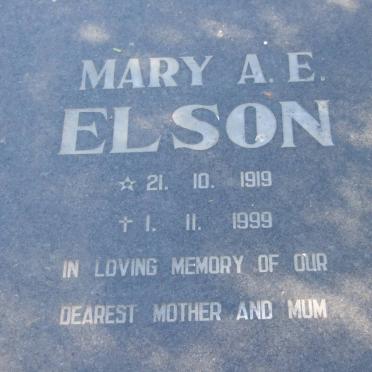 MARY A. E.
ELSON
☆ 21. 10. 1919
✝ 1. 11. 1999
IN LOVING MEMORY OF OUR
DEAREST MOTHER AND MUM